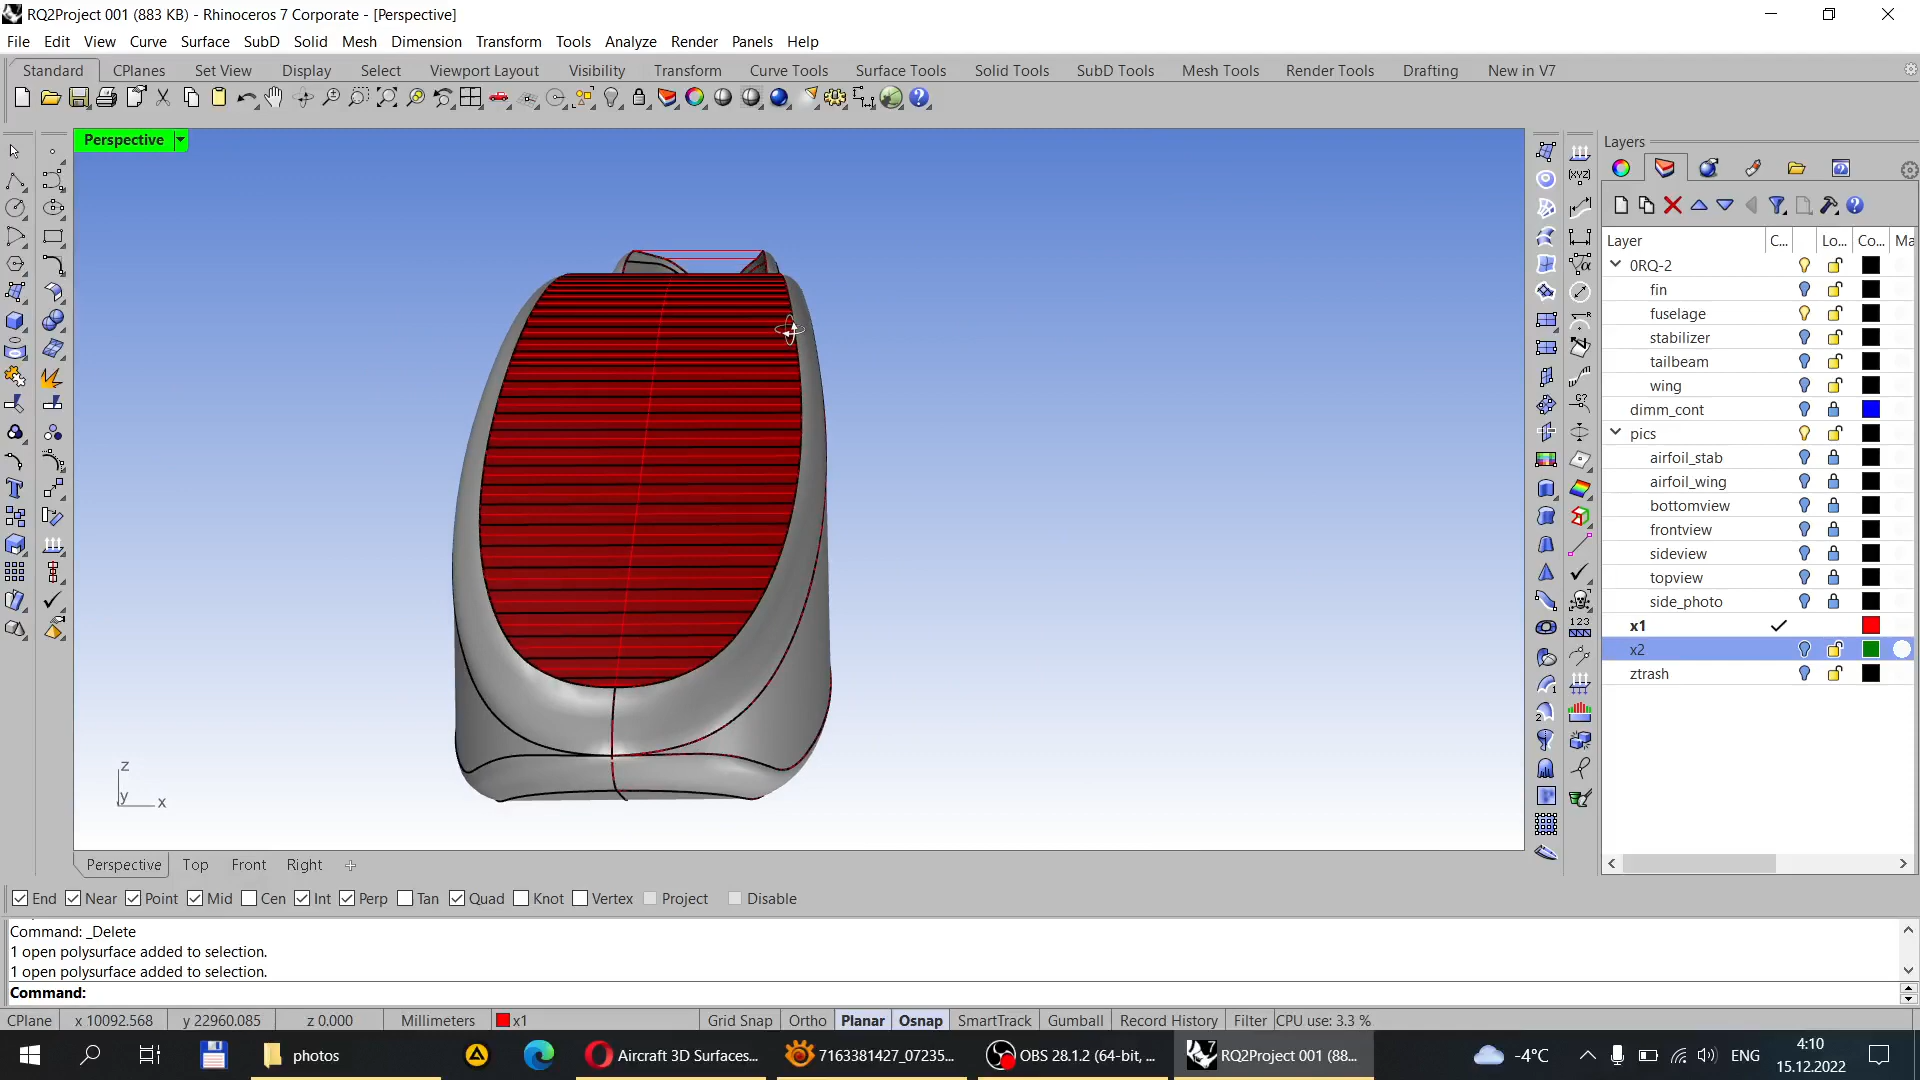 RQ2Project 001 (883 KB) - Rhinoceros 7 Corporate - [Perspective]
File Edit View Curve Surface SubD Solid Mesh Dimension Transform Tools Analyze Render Panels Help
Standard CPlanes Set View Display Select Viewport Layout Visibility Transform Curve Tools Surface Tools Solid Tools SubD Tools Mesh Tools Render Tools Drafting New in V7
Perspective
Layers
Layer C... Lo... Co... Ma
0RQ-2
fin
fuselage
stabilizer
tailbeam
wing
dimm_cont
pics
airfoil_stab
airfoil_wing
bottomview
frontview
sideview
topview
side_photo
x1
x2
ztrash
z
y x
Perspective Top Front Right
End Near Point Mid Cen Int Perp Tan Quad Knot Vertex Project Disable
Command: _Delete
1 open polysurface added to selection.
1 open polysurface added to selection.
Command:
CPlane x 10092.568 y 22960.085 z 0.000 Millimeters x1 Grid Snap Ortho Planar Osnap SmartTrack Gumball Record History Filter CPU use: 3.3 %
photos Aircraft 3D Surfaces... 7163381427_07235... OBS 28.1.2 (64-bit, ... RQ2Project 001 (88... -4°C ENG 4:10
15.12.2022